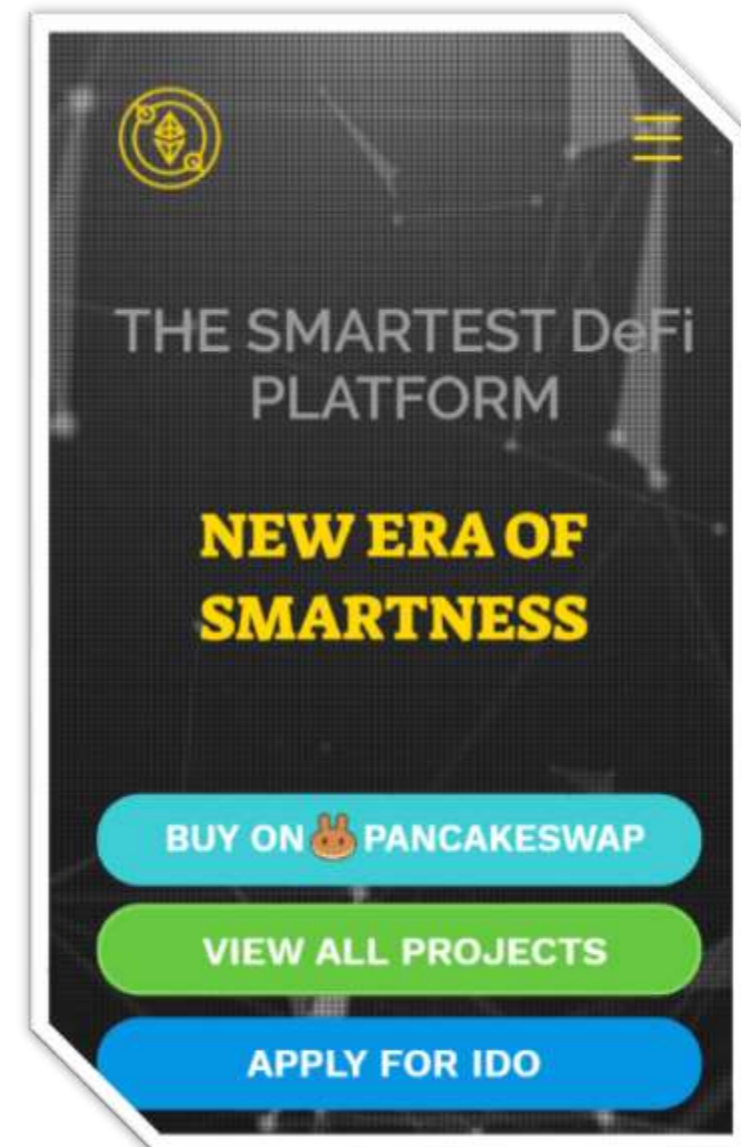 THE SMARTEST DeFi
PLATFORM
NEW ERA OF
SMARTNESS
BUY ON PANCAKESWAP
VIEW ALL PROJECTS
APPLY FOR IDO